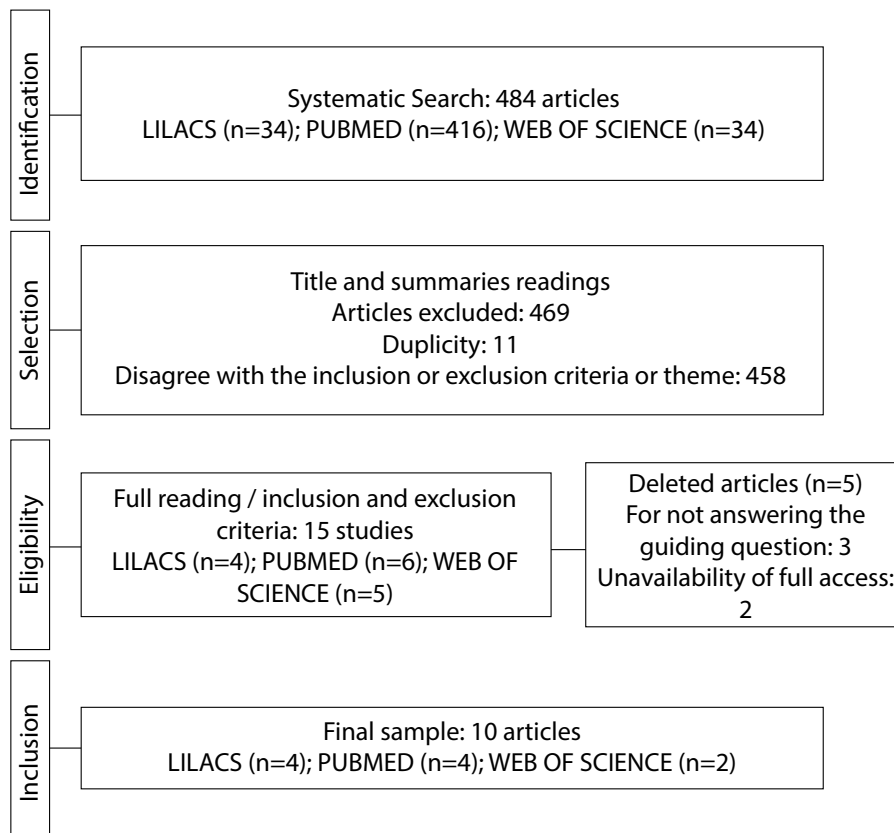 Identification
Systematic Search: 484 articles
LILACS (n=34); PUBMED (n=416); WEB OF SCIENCE (n=34)
Selection
Title and summaries readings
Articles excluded: 469
Duplicity: 11
Disagree with the inclusion or exclusion criteria or theme: 458
Eligibility
Full reading / inclusion and exclusion
criteria: 15 studies
LILACS (n=4); PUBMED (n=6); WEB OF
SCIENCE (n=5)
Deleted articles (n=5)
For not answering the
guiding question: 3
Unavailability of full access:
2
Inclusion
Final sample: 10 articles
LILACS (n=4); PUBMED (n=4); WEB OF SCIENCE (n=2)